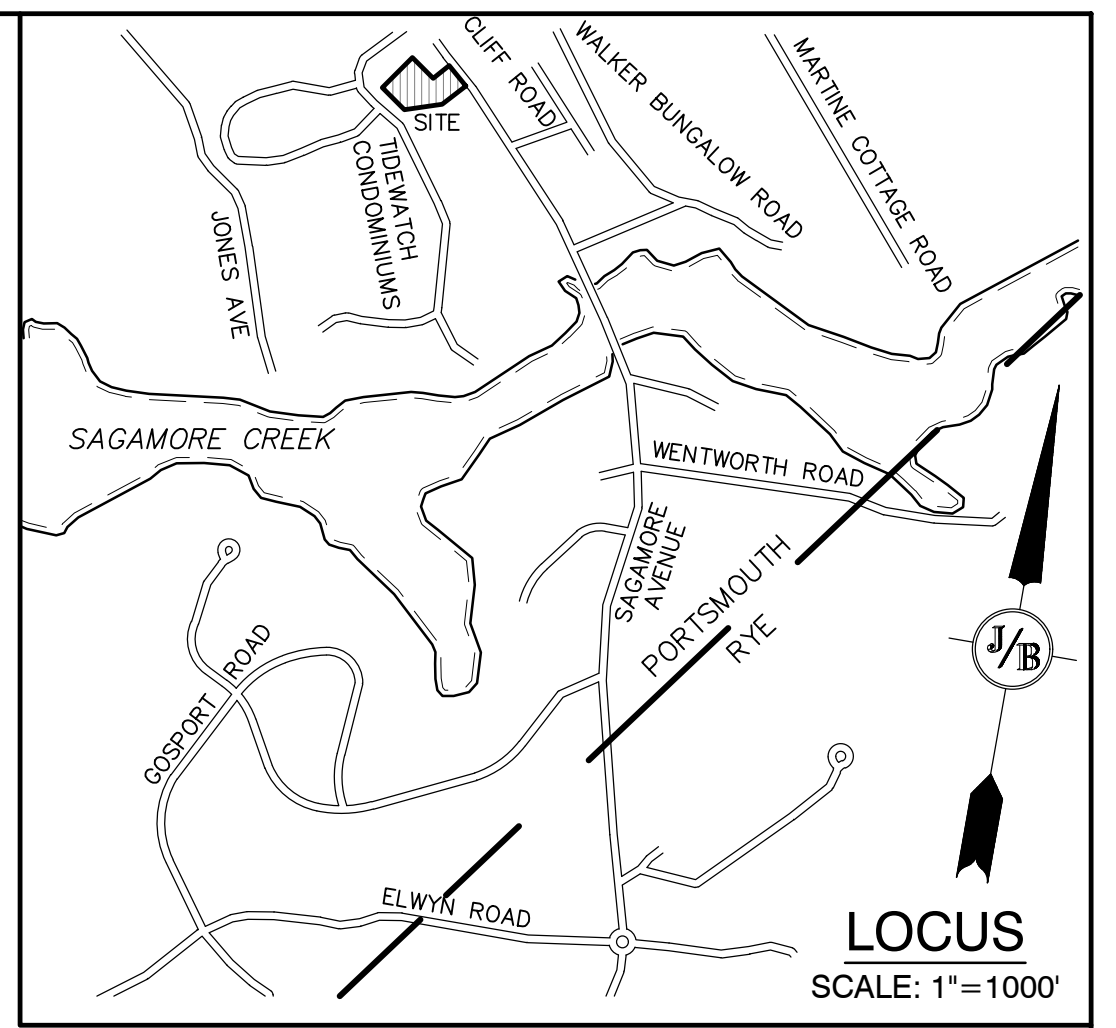 CLIFF ROAD
WALKER BUNGALOW ROAD
MARTINE COTTAGE ROAD
SITE
TIDEWATCH
CONDOMINIUMS
JONES AVE
SAGAMORE CREEK
WENTWORTH ROAD
SAGAMORE
AVENUE
PORTSMOUTH
RYE
J/B
GOSPORT ROAD
ELWYN ROAD
LOCUS
SCALE: 1"=1000'